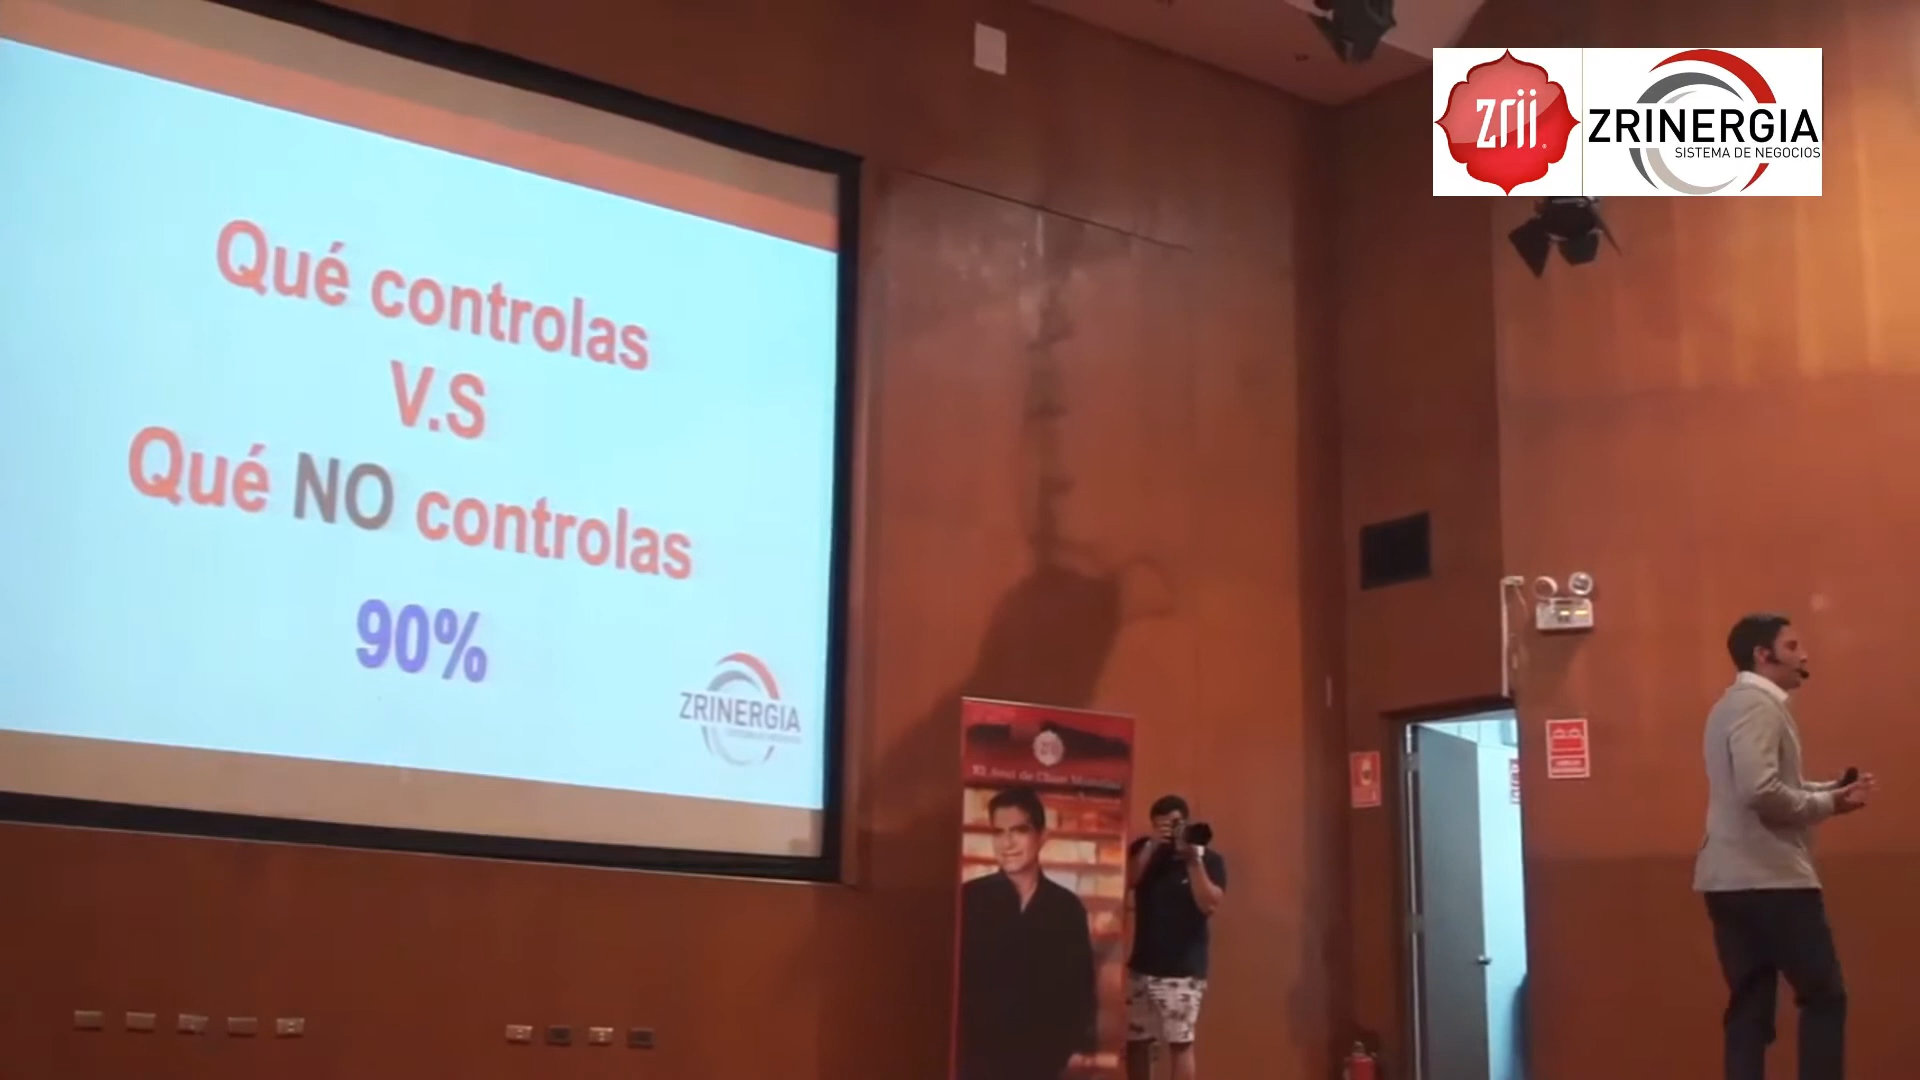 Qué controlas
V.S
Qué NO controlas
90%
ZRINERGIA
zrii
ZRINERGIA
SISTEMA DE NEGOCIOS